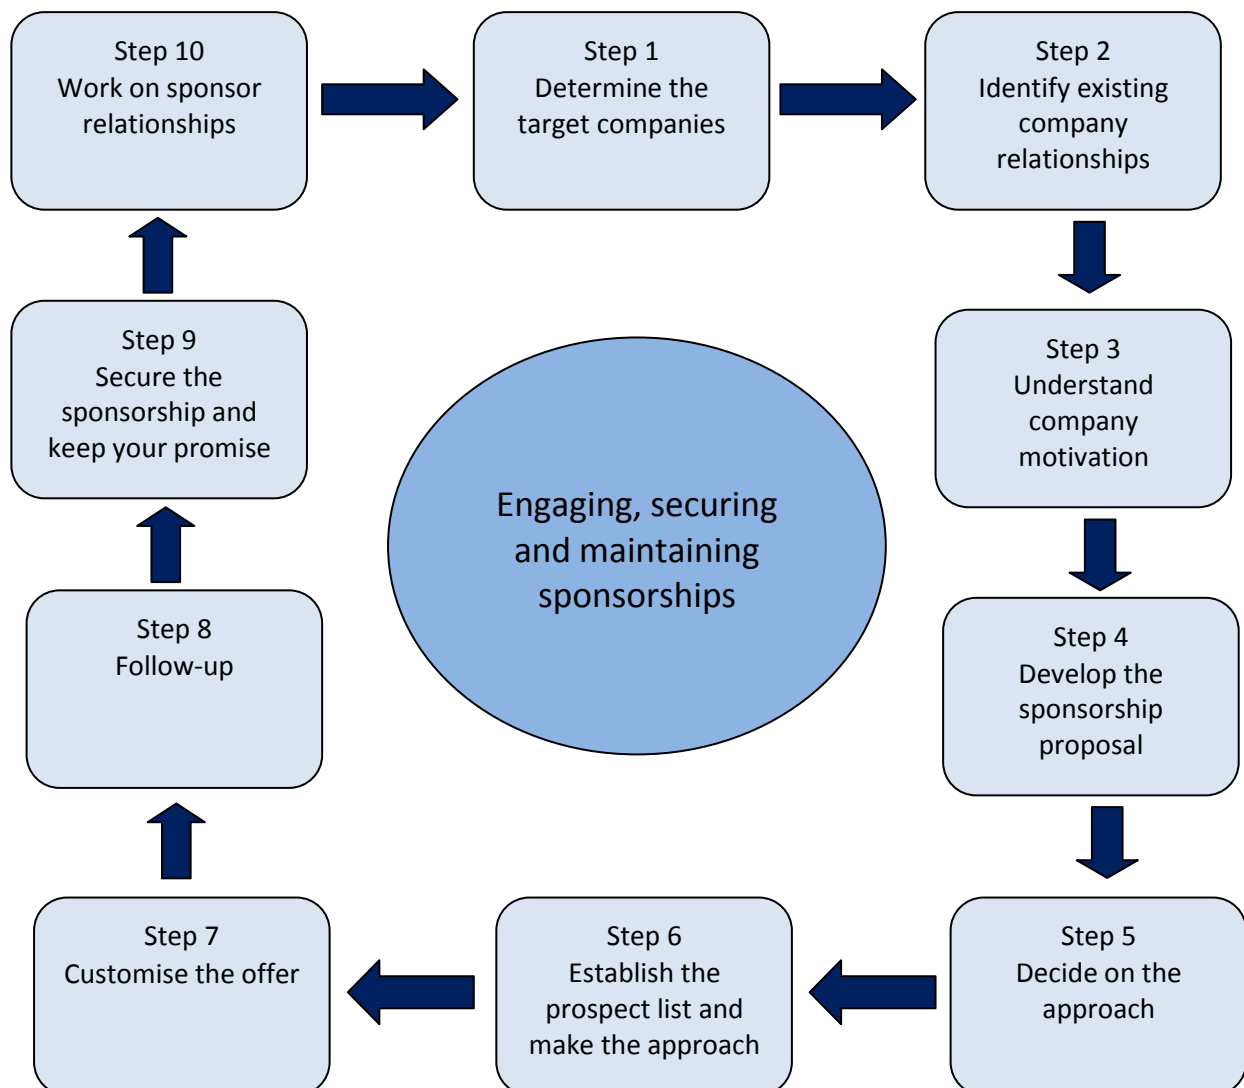 Step 10
Work on sponsor
relationships
Step 1
Determine the
target companies
Step 2
Identify existing
company
relationships
Step 3
Understand
company
motivation
Step 4
Develop the
sponsorship
proposal
Step 5
Decide on the
approach
Step 6
Establish the
prospect list and
make the approach
Step 7
Customise the offer
Step 8
Follow-up
Step 9
Secure the
sponsorship and
keep your promise
Engaging, securing
and maintaining
sponsorships